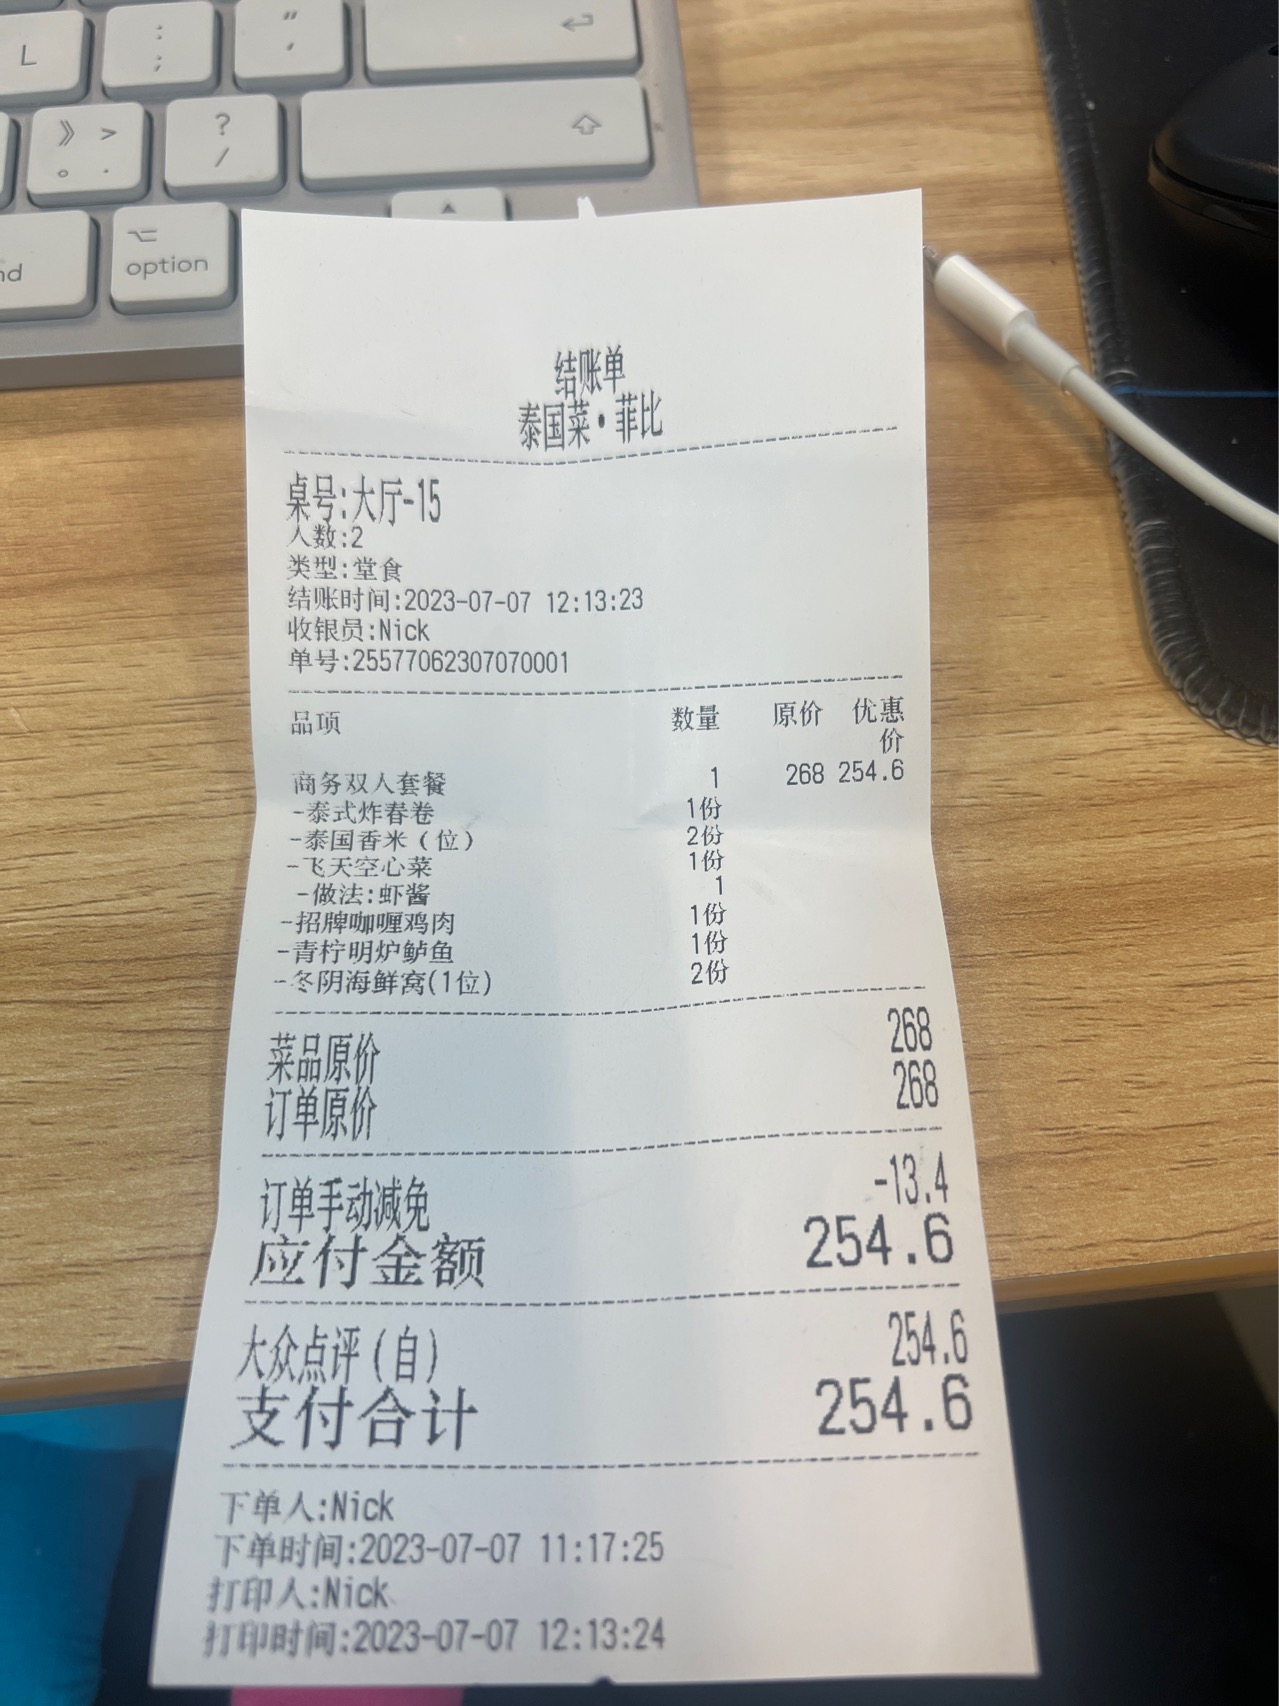 L
:
;
"
'
》 >
。 .
?
/
nd
option
结账单
泰国菜·菲比
桌号:大厅-15
人数:2
类型:堂食
结账时间:2023-07-07 12:13:23
收银员:Nick
单号:25577062307070001
品项 数量 原价 优惠
价
商务双人套餐 1 268 254.6
-泰式炸春卷 1份
-泰国香米(位) 2份
-飞天空心菜 1份
-做法:虾酱 1
-招牌咖喱鸡肉 1份
-青柠明炉鲈鱼 1份
-冬阴海鲜窝(1位) 2份
菜品原价 268
订单原价 268
订单手动减免 -13.4
应付金额 254.6
大众点评(自) 254.6
支付合计 254.6
下单人:Nick
下单时间:2023-07-07 11:17:25
打印人:Nick
打印时间:2023-07-07 12:13:24